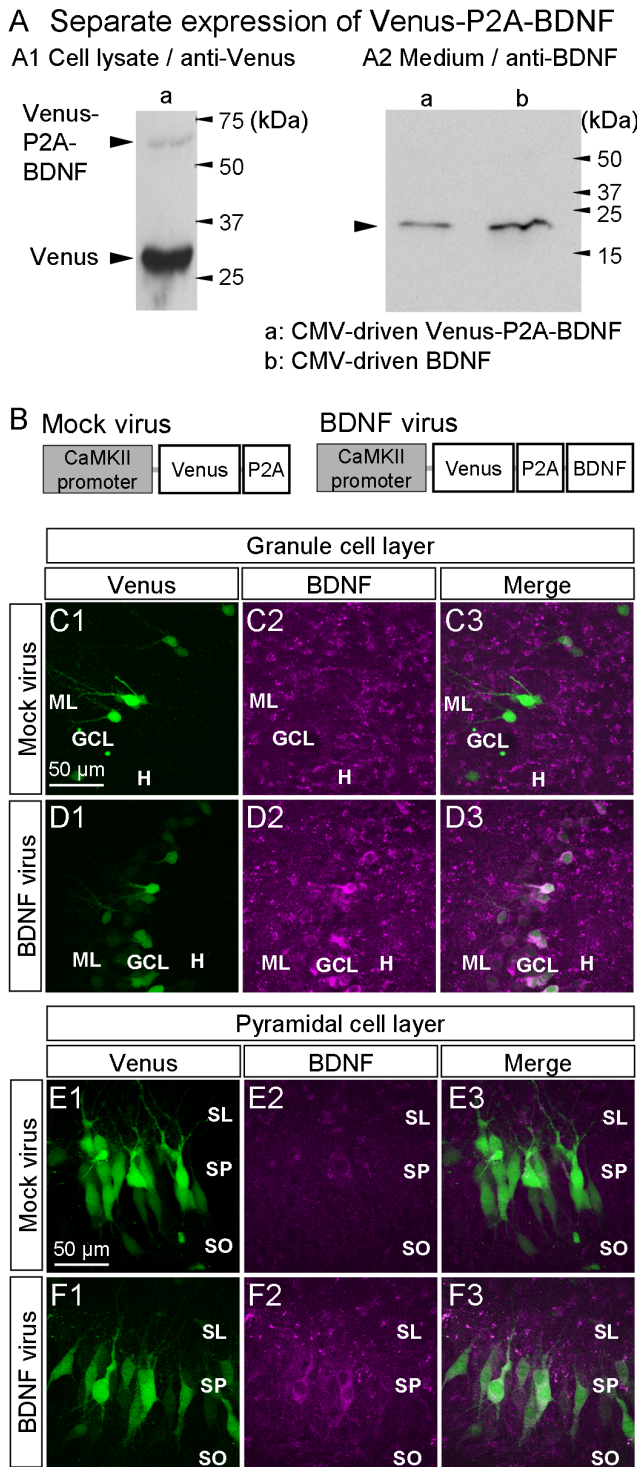 A Separate expression of Venus-P2A-BDNF
A1 Cell lysate / anti-Venus
A2 Medium / anti-BDNF
a
Venus-
P2A-
BDNF
Venus
75 (kDa)
50
37
25
a b
(kDa)
50
37
25
15
a: CMV-driven Venus-P2A-BDNF
b: CMV-driven BDNF
B Mock virus
CaMKII
promoter
Venus
P2A
BDNF virus
CaMKII
promoter
Venus
P2A
BDNF
Granule cell layer
Venus
BDNF
Merge
Mock virus
C1
ML
GCL
H
50 µm
C2
ML
GCL
H
C3
ML
GCL
H
BDNF virus
D1
ML GCL H
D2
ML GCL H
D3
ML GCL H
Pyramidal cell layer
Venus
BDNF
Merge
Mock virus
E1
SL
SP
SO
50 µm
E2
SL
SP
SO
E3
SL
SP
SO
BDNF virus
F1
SL
SP
SO
F2
SL
SP
SO
F3
SL
SP
SO